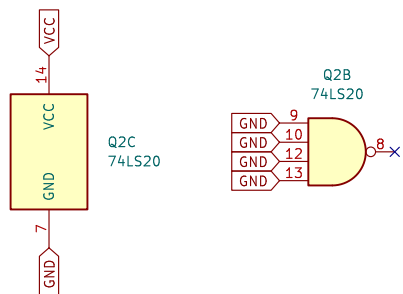 VCC
14
VCC
Q2C
74LS20
GND
7
GND
Q2B
74LS20
GND 9
GND 10
GND 12
GND 13
8